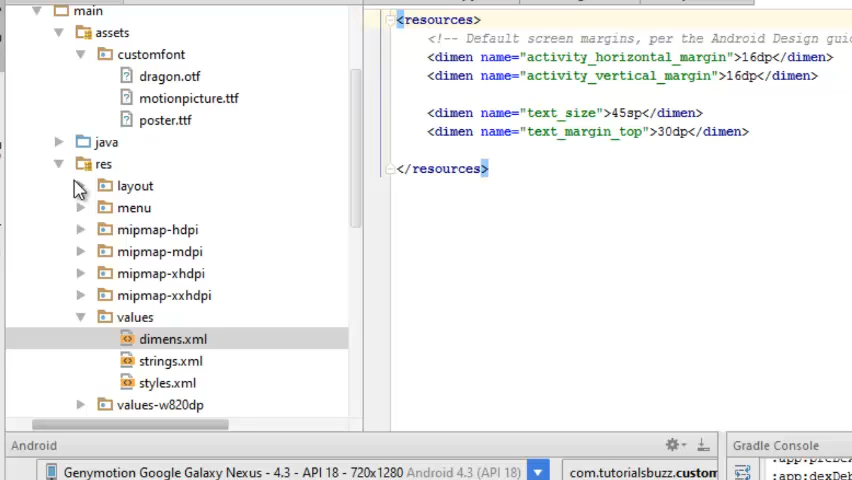 main
assets
customfont
dragon.otf
motionpicture.ttf
poster.ttf
java
res
layout
menu
mipmap-hdpi
mipmap-mdpi
mipmap-xhdpi
mipmap-xxhdpi
values
dimens.xml
strings.xml
styles.xml
values-w820dp
<resources>
<!-- Default screen margins, per the Android Design
<dimen name="activity_horizontal_margin">16dp</dimen>
<dimen name="activity_vertical_margin">16dp</dimen>
<dimen name="text_size">45sp</dimen>
<dimen name="text_margin_top">30dp</dimen>
</resources>
Android
Gradle Console
Genymotion Google Galaxy Nexus - 4.3 - API 18 - 720x1280 Android 4.3 (API 18)
com.tutorialsbuzz.custom